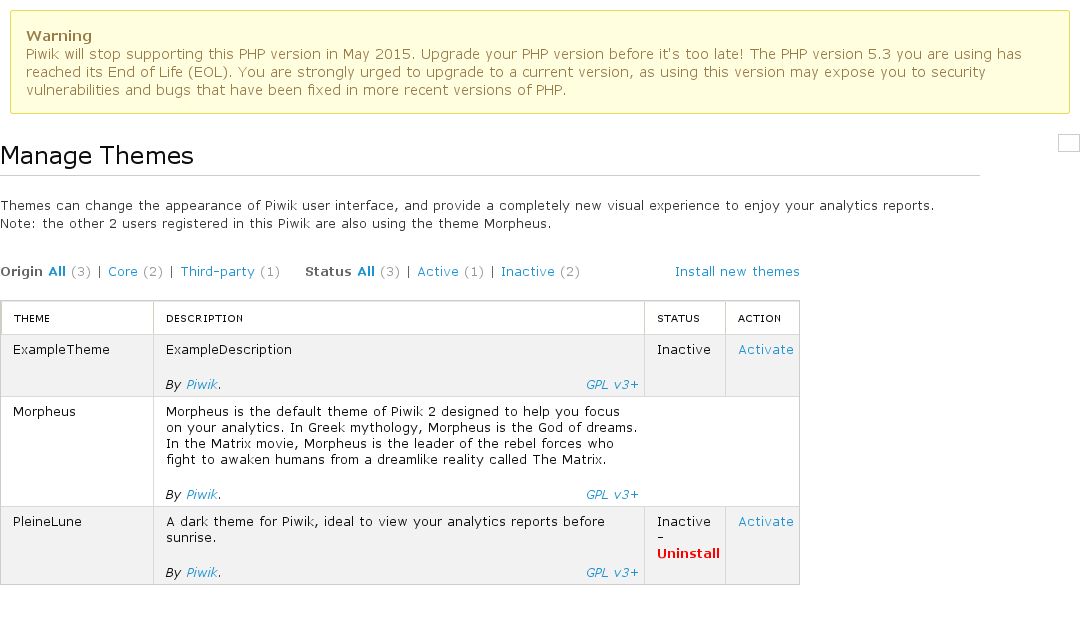 Warning
Piwik will stop supporting this PHP version in May 2015. Upgrade your PHP version before it's too late! The PHP version 5.3 you are using has
reached its End of Life (EOL). You are strongly urged to upgrade to a current version, as using this version may expose you to security
vulnerabilities and bugs that have been fixed in more recent versions of PHP.
Manage Themes
Themes can change the appearance of Piwik user interface, and provide a completely new visual experience to enjoy your analytics reports.
Note: the other 2 users registered in this Piwik are also using the theme Morpheus.
Origin All (3) | Core (2) | Third-party (1) Status All (3) | Active (1) | Inactive (2) Install new themes
THEME DESCRIPTION STATUS ACTION
ExampleTheme ExampleDescription Inactive Activate
By Piwik. GPL v3+
Morpheus Morpheus is the default theme of Piwik 2 designed to help you focus
on your analytics. In Greek mythology, Morpheus is the God of dreams.
In the Matrix movie, Morpheus is the leader of the rebel forces who
fight to awaken humans from a dreamlike reality called The Matrix.
By Piwik. GPL v3+
PleineLune A dark theme for Piwik, ideal to view your analytics reports before Inactive Activate
sunrise. -
Uninstall
By Piwik. GPL v3+